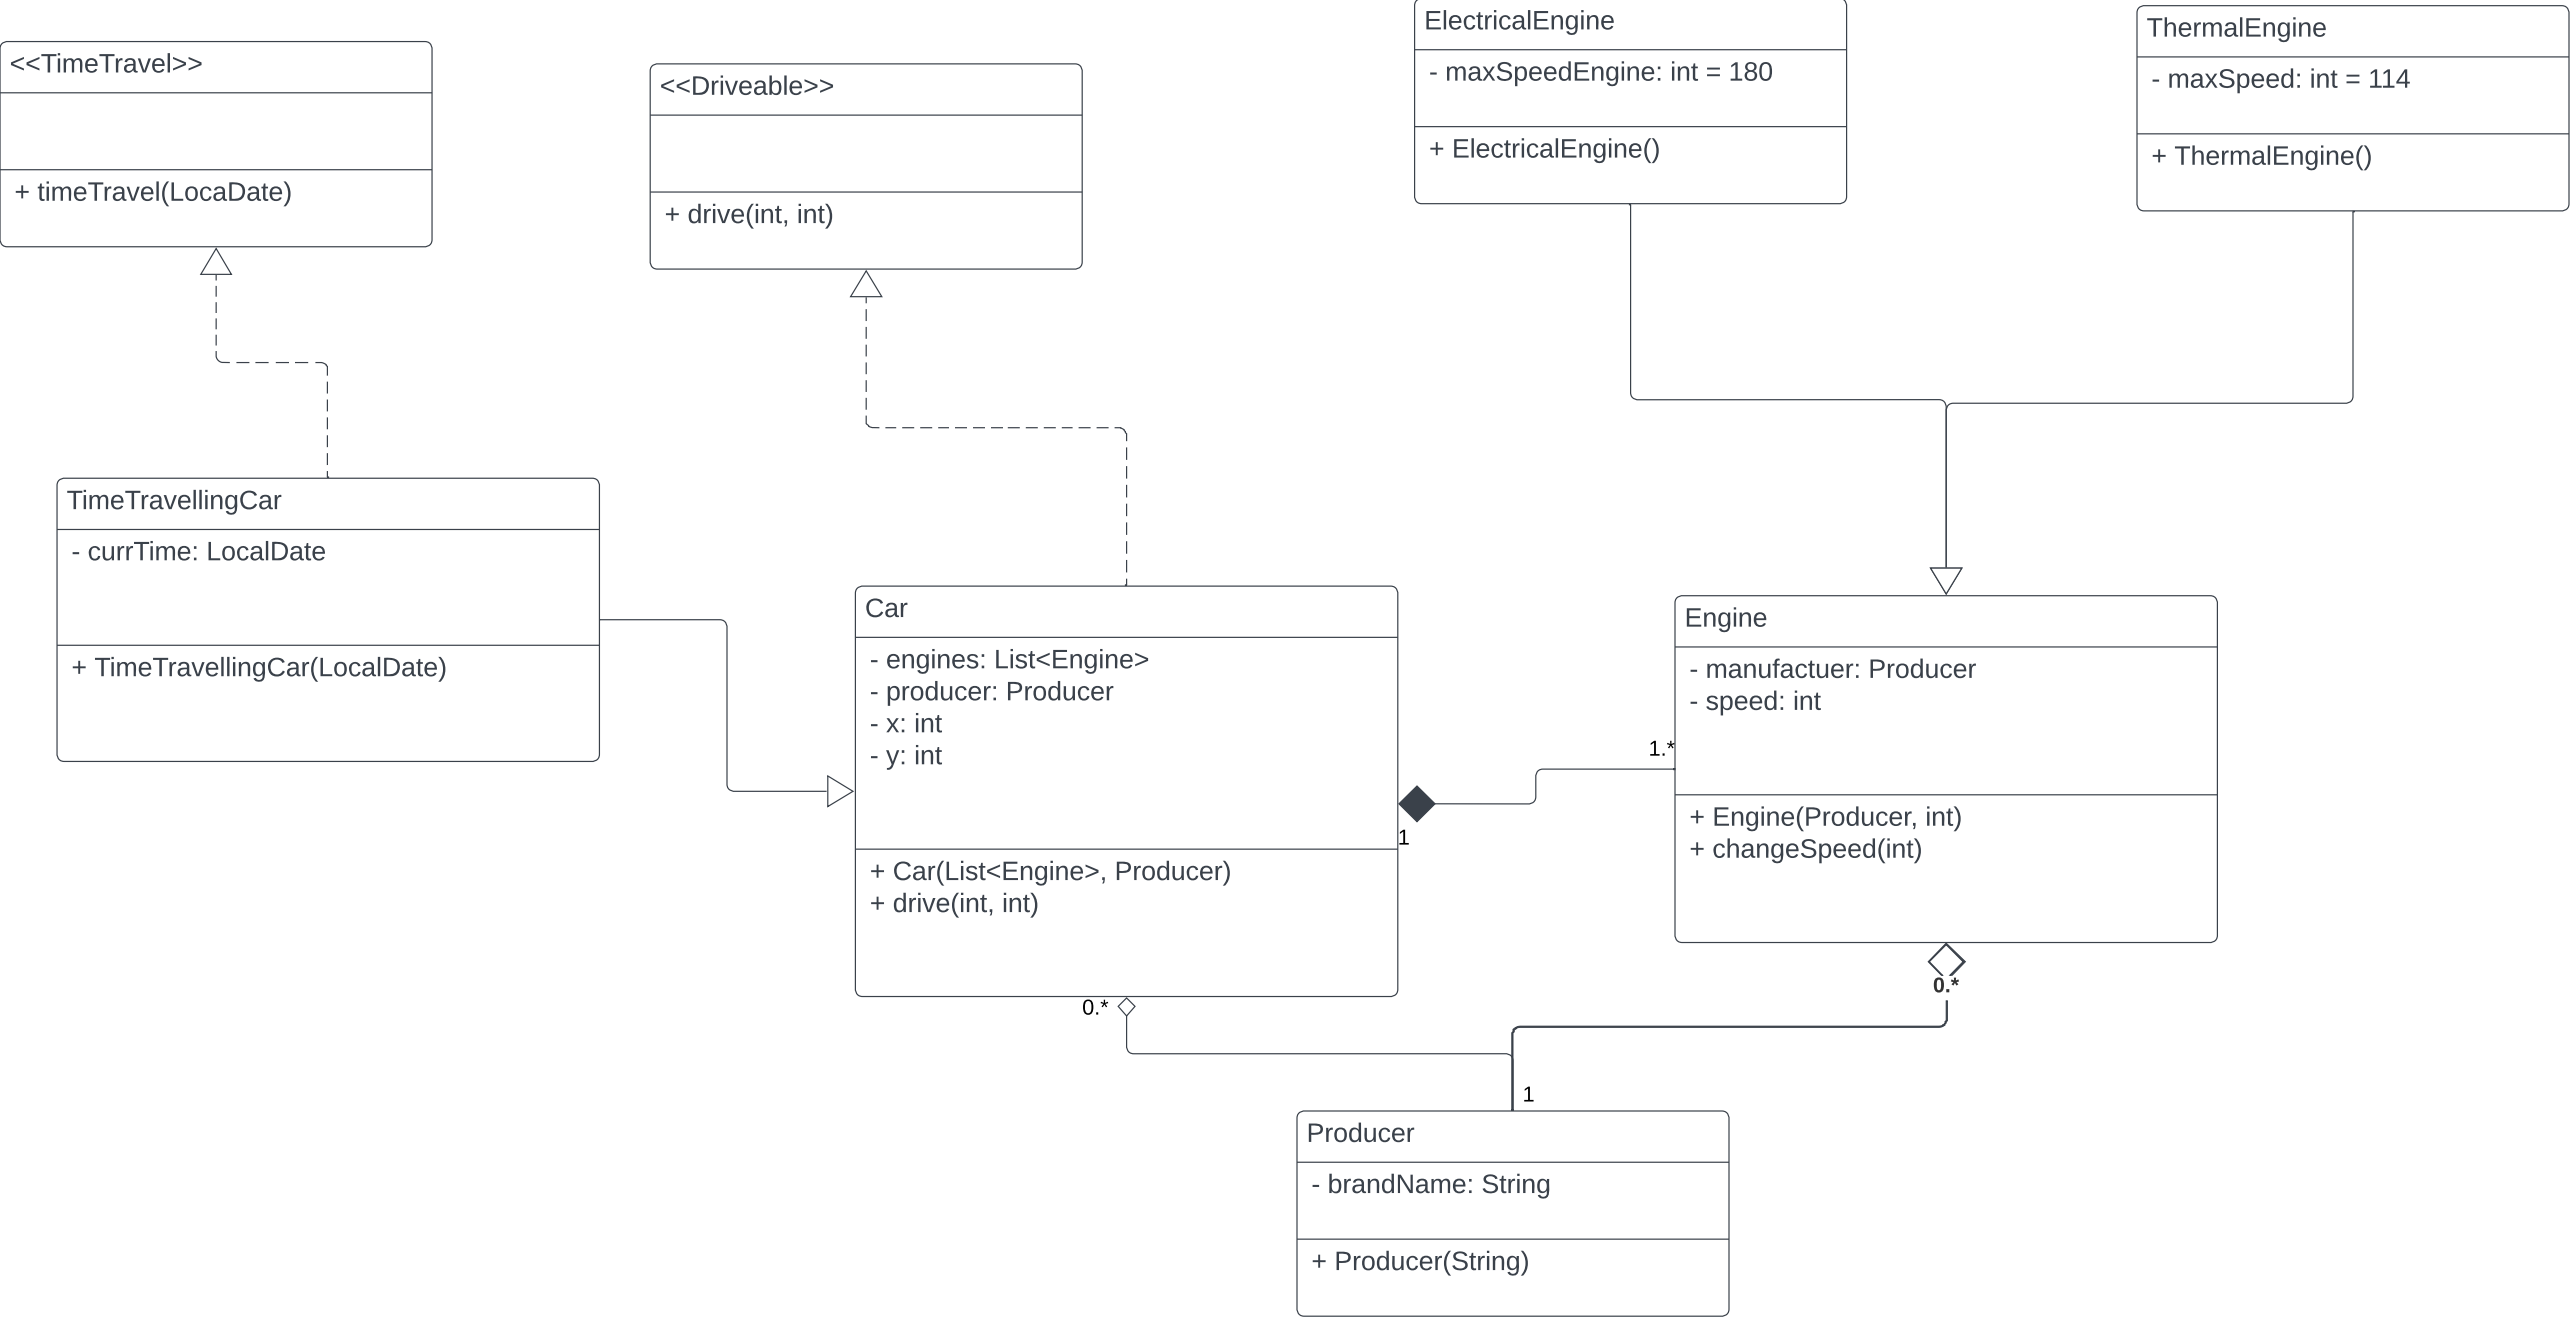 <<TimeTravel>>
+ timeTravel(LocaDate)
<<Driveable>>
+ drive(int, int)
ElectricalEngine
- maxSpeedEngine: int = 180
+ ElectricalEngine()
ThermalEngine
- maxSpeed: int = 114
+ ThermalEngine()
TimeTravellingCar
- currTime: LocalDate
+ TimeTravellingCar(LocalDate)
Car
- engines: List<Engine>
- producer: Producer
- x: int
- y: int
+ Car(List<Engine>, Producer)
+ drive(int, int)
1
1.*
Engine
- manufactuer: Producer
- speed: int
+ Engine(Producer, int)
+ changeSpeed(int)
0.*
0.*
1
Producer
- brandName: String
+ Producer(String)